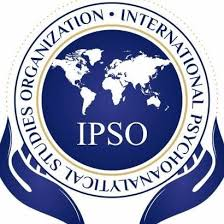 INTERNATIONAL PSYCHOANALYTICAL STUDIES ORGANIZATION •
IPSO